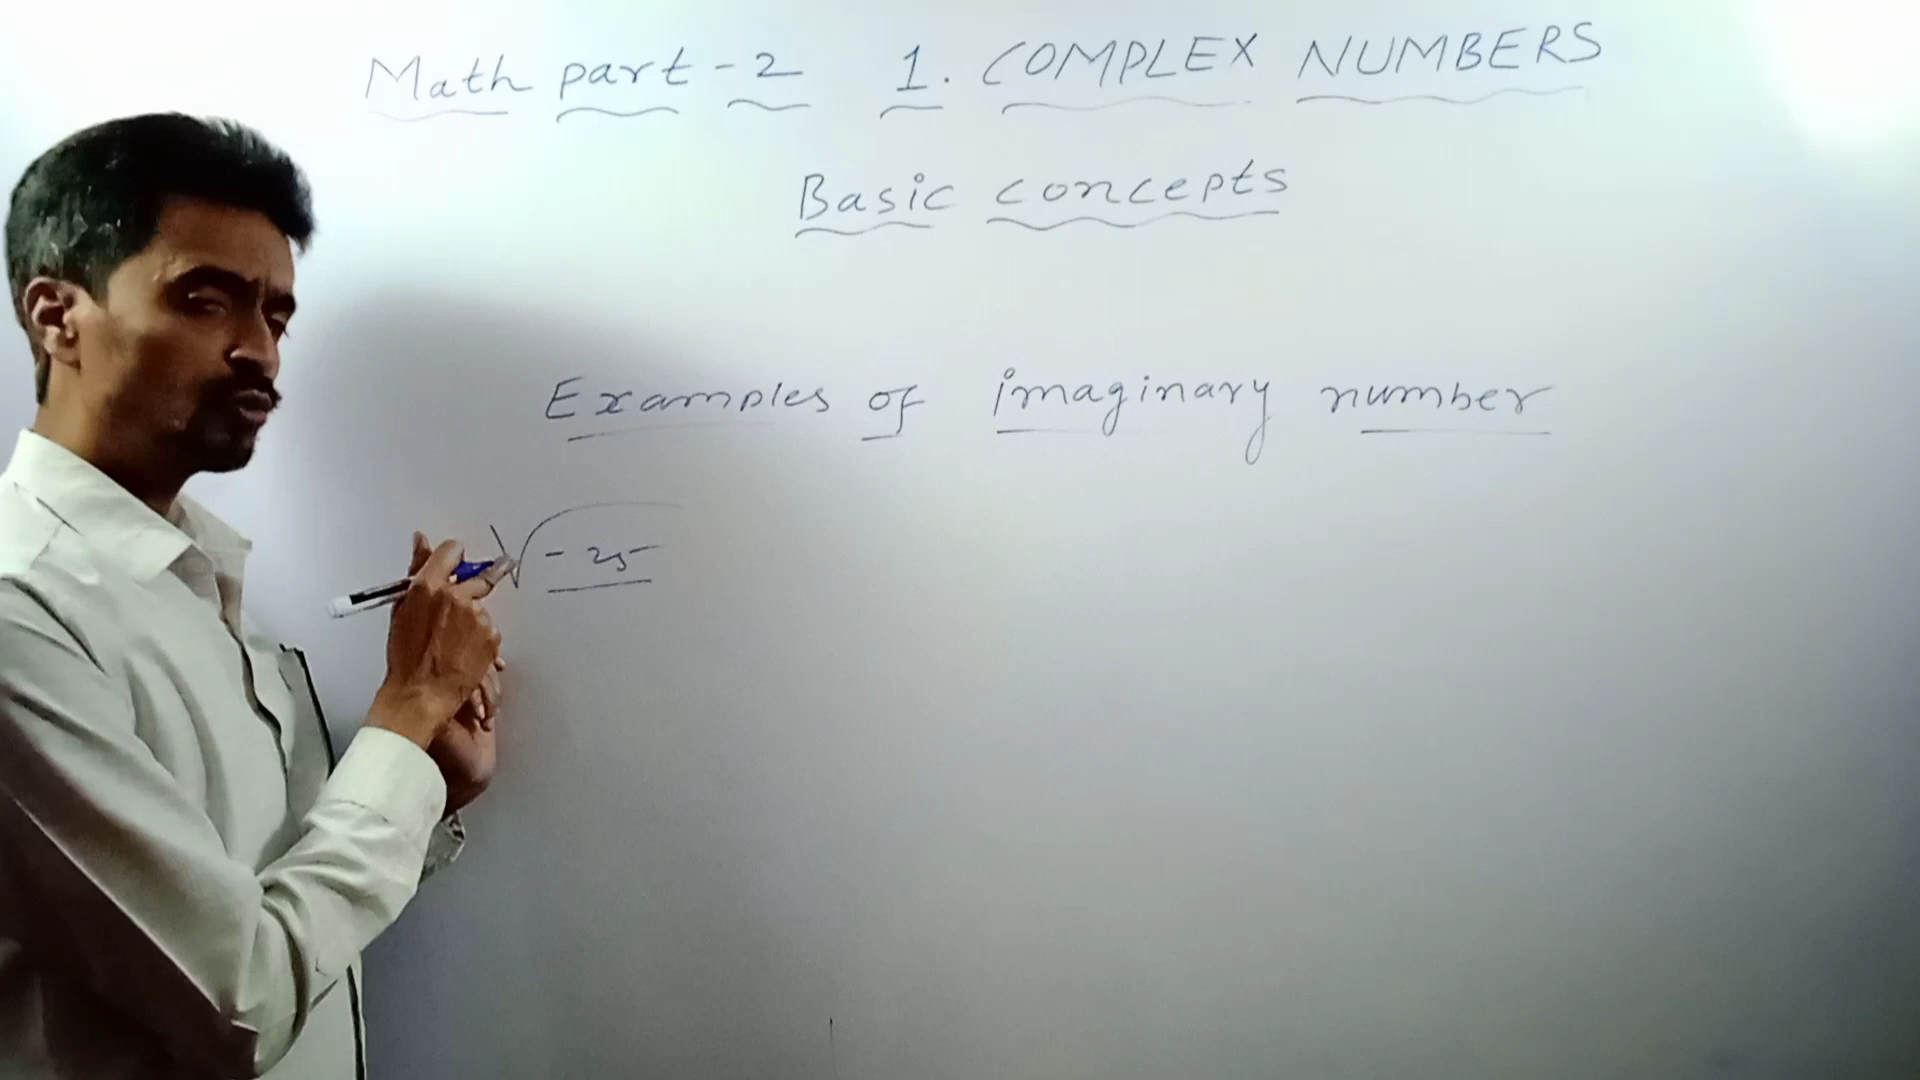 Math part-2 1. COMPLEX NUMBERS
Basic concepts
Examples of imaginary number
√-25